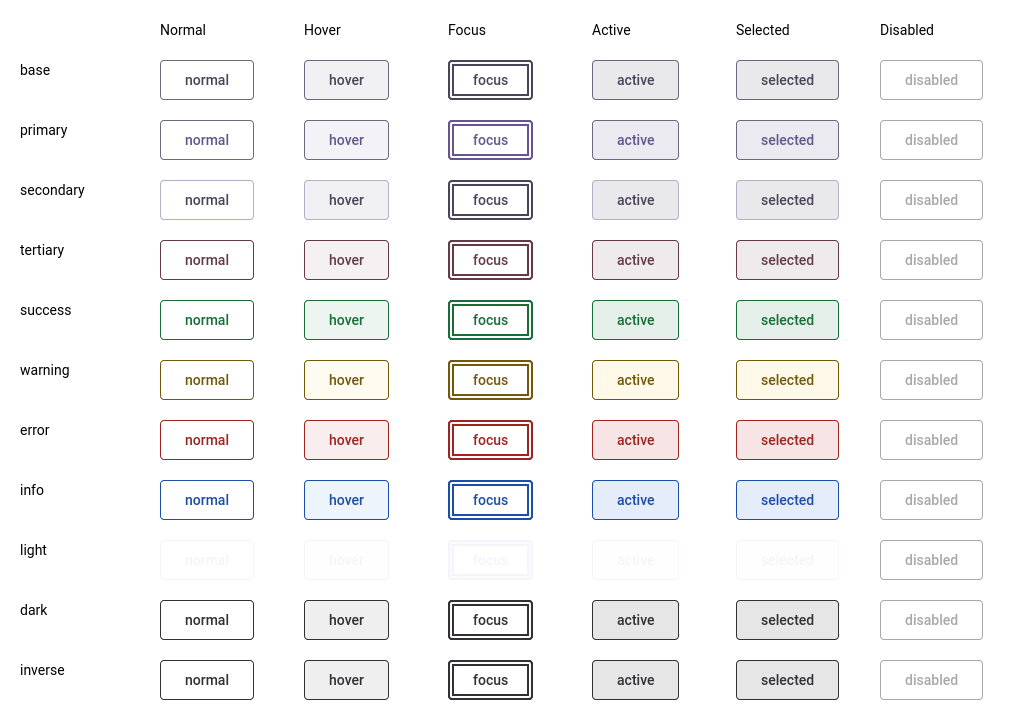 Normal Hover Focus Active Selected Disabled
base normal hover focus active selected disabled
primary normal hover focus active selected disabled
secondary normal hover focus active selected disabled
tertiary normal hover focus active selected disabled
success normal hover focus active selected disabled
warning normal hover focus active selected disabled
error normal hover focus active selected disabled
info normal hover focus active selected disabled
light normal hover focus active selected disabled
dark normal hover focus active selected disabled
inverse normal hover focus active selected disabled